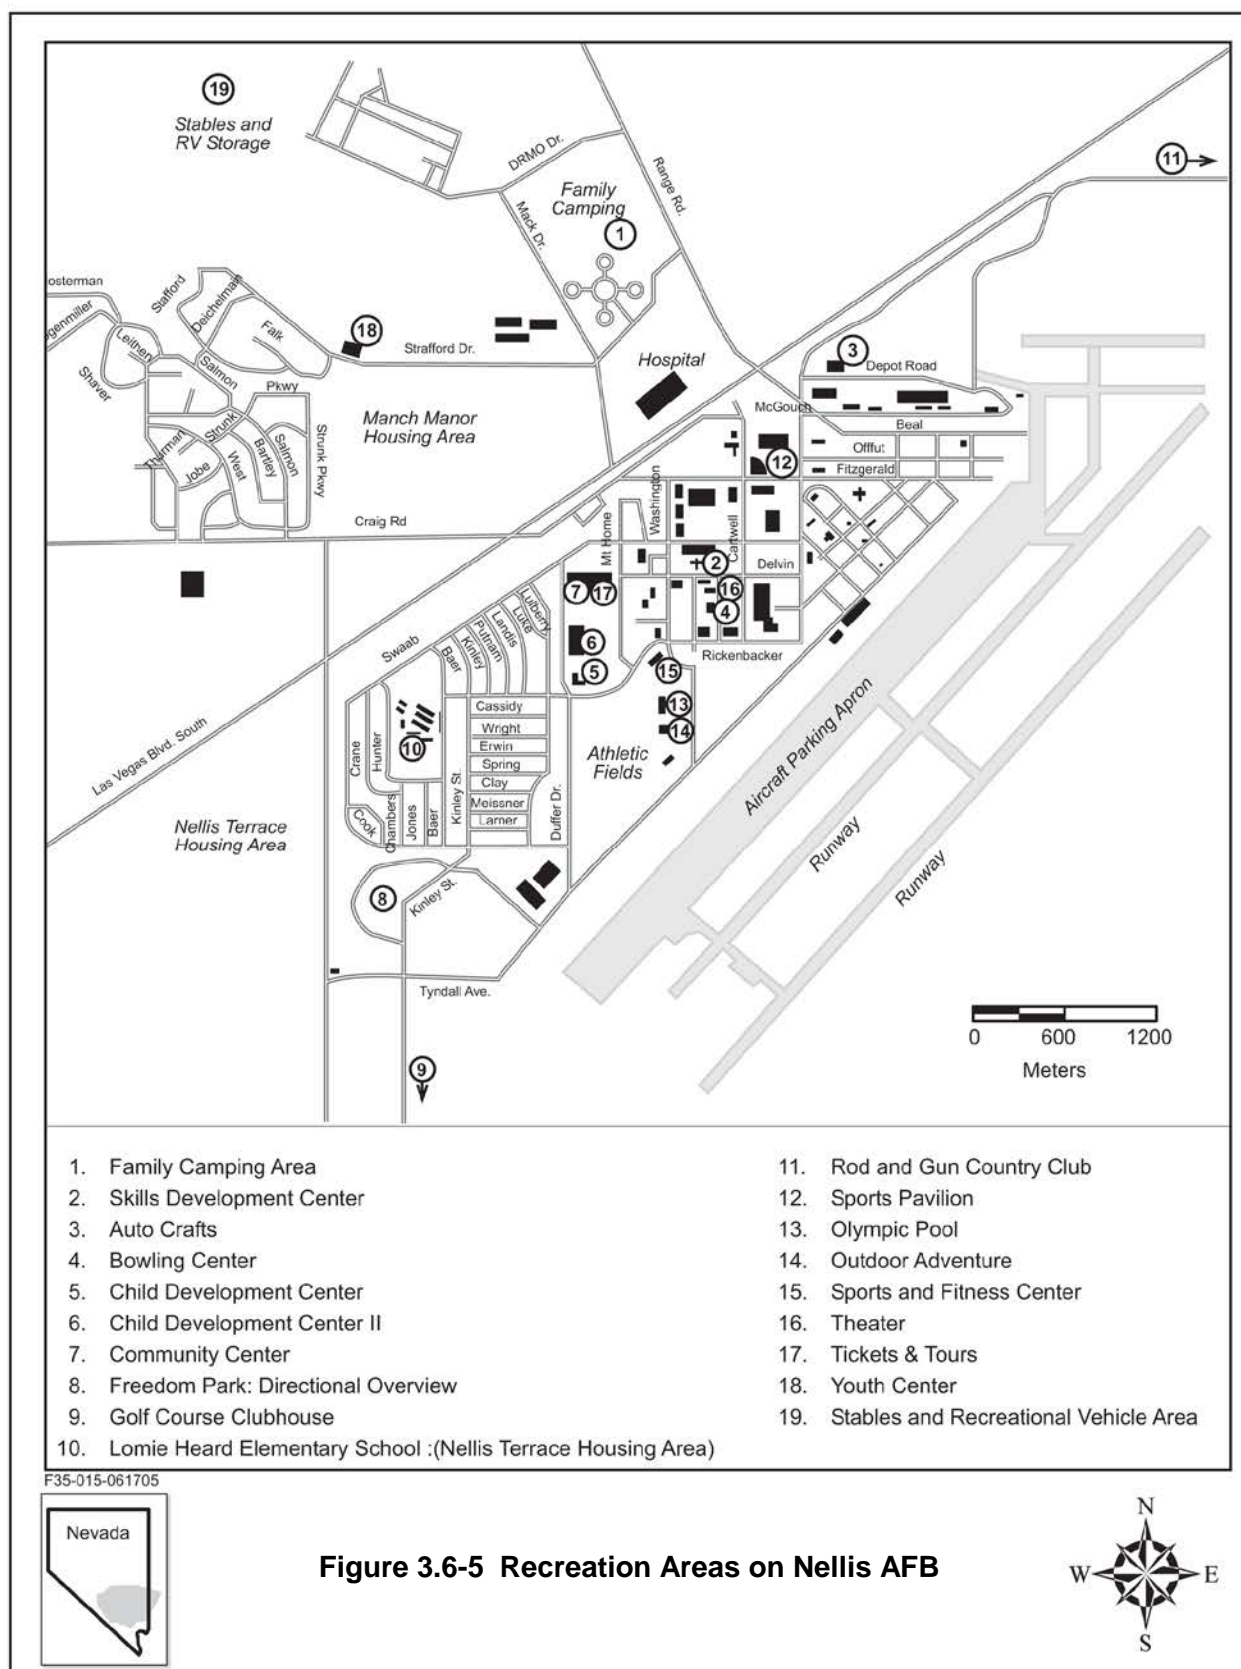 19
Stables and
RV Storage
DRMO Dr.
Range Rd.
11
Family
Camping
1
Mack Dr.
osterman
genmiller
Stafford
Deichelman
Falk
Leithen
Shaver
Salmon
18
Strafford Dr.
Hospital
3
Depot Road
Pkwy
McGouch
Beal
Manch Manor
Housing Area
Strunk
Thurman
Jobe
West
Bartley
Salmon
Strunk Pkwy
Offfut
12
Fitzgerald
Washington
Craig Rd
Mt Home
Cartwell
2
Delvin
7
17
16
4
Lulberry
Luke
Landis
Putnam
Kinley
Baer
Swaab
6
5
Rickenbacker
15
13
14
Cassidy
Wright
Erwin
Spring
Clay
Meissner
Larner
10
Athletic
Fields
Aircraft Parking Apron
Las Vegas Blvd. South
Crane
Hunter
Cook
Chambers
Jones
Baer
Kinley St.
Duffer Dr.
Nellis Terrace
Housing Area
Runway
Runway
8
Kinley St.
Tyndall Ave.
9
0 600 1200
Meters
1. Family Camping Area
2. Skills Development Center
3. Auto Crafts
4. Bowling Center
5. Child Development Center
6. Child Development Center II
7. Community Center
8. Freedom Park: Directional Overview
9. Golf Course Clubhouse
10. Lomie Heard Elementary School :(Nellis Terrace Housing Area)
11. Rod and Gun Country Club
12. Sports Pavilion
13. Olympic Pool
14. Outdoor Adventure
15. Sports and Fitness Center
16. Theater
17. Tickets & Tours
18. Youth Center
19. Stables and Recreational Vehicle Area
F35-015-061705
Nevada
Figure 3.6-5 Recreation Areas on Nellis AFB
N
W E
S